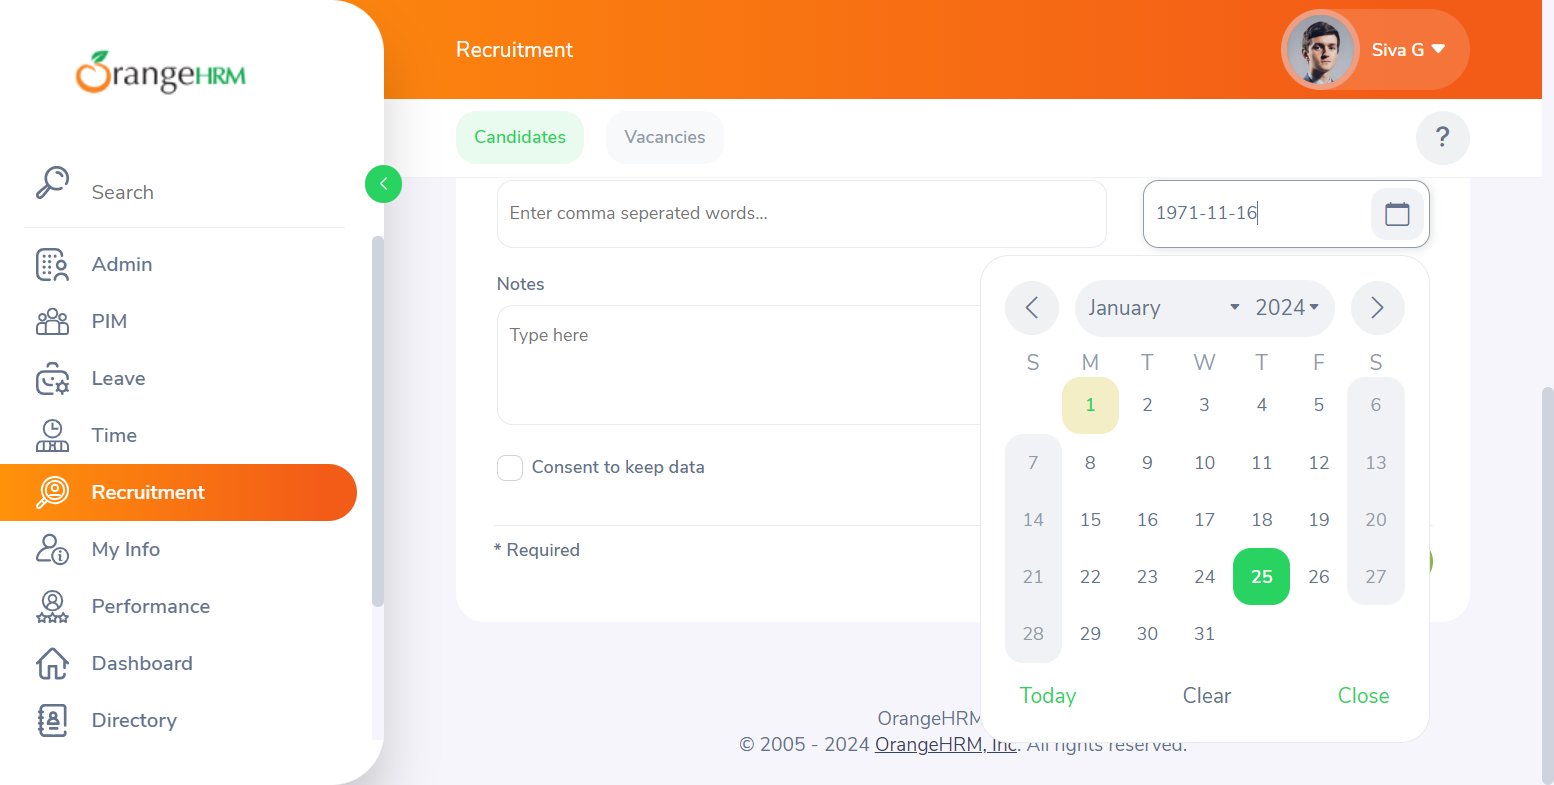 OrangeHRM
Recruitment
Siva G
Candidates
Vacancies
?
Search
Admin
PIM
Leave
Time
Recruitment
My Info
Performance
Dashboard
Directory
Enter comma seperated words...
1971-11-16
Notes
Type here
Consent to keep data
* Required
January 2024
S M T W T F S
1 2 3 4 5 6
7 8 9 10 11 12 13
14 15 16 17 18 19 20
21 22 23 24 25 26 27
28 29 30 31
Today Clear Close
OrangeHRM
© 2005 - 2024 OrangeHRM, Inc. All rights reserved.